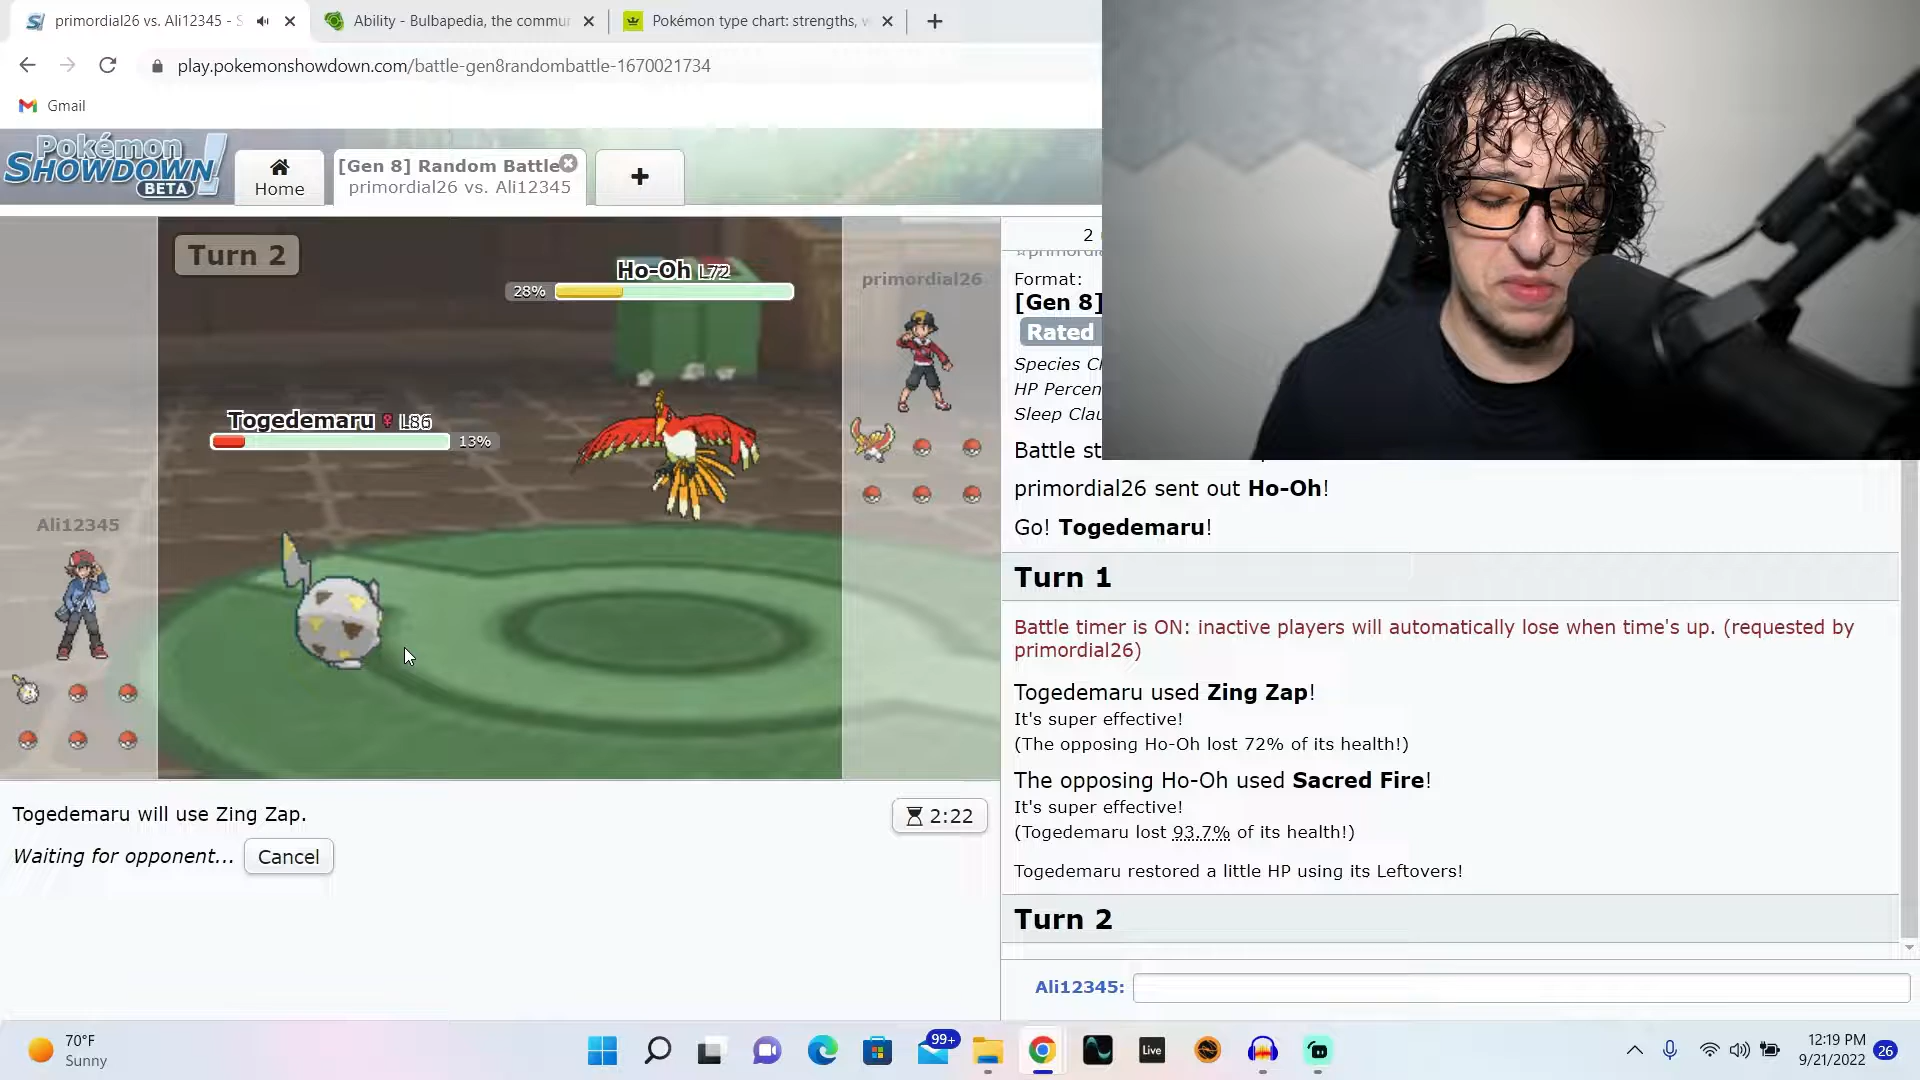 primordial26 vs. Ali12345 - S
Ability - Bulbapedia, the commun
Pokémon type chart: strengths, w
play.pokemonshowdown.com/battle-gen8randombattle-1670021734
Gmail
Pokémon
SHOWDOWN!
BETA
Home
[Gen 8] Random Battle
primordial26 vs. Ali12345
+
Turn 2
Ho-Oh L72
28%
Togedemaru L86
13%
primordial26
Ali12345
2
Format:
[Gen 8]
Rated
Species Cl
HP Percen
Sleep Clau
Battle st
primordial26 sent out Ho-Oh!
Go! Togedemaru!
Turn 1
Battle timer is ON: inactive players will automatically lose when time's up. (requested by
primordial26)
Togedemaru used Zing Zap!
It's super effective!
(The opposing Ho-Oh lost 72% of its health!)
The opposing Ho-Oh used Sacred Fire!
It's super effective!
(Togedemaru lost 93.7% of its health!)
Togedemaru restored a little HP using its Leftovers!
Turn 2
Togedemaru will use Zing Zap.
2:22
Waiting for opponent... Cancel
Ali12345:
70°F
Sunny
99+
Live
12:19 PM
9/21/2022
26